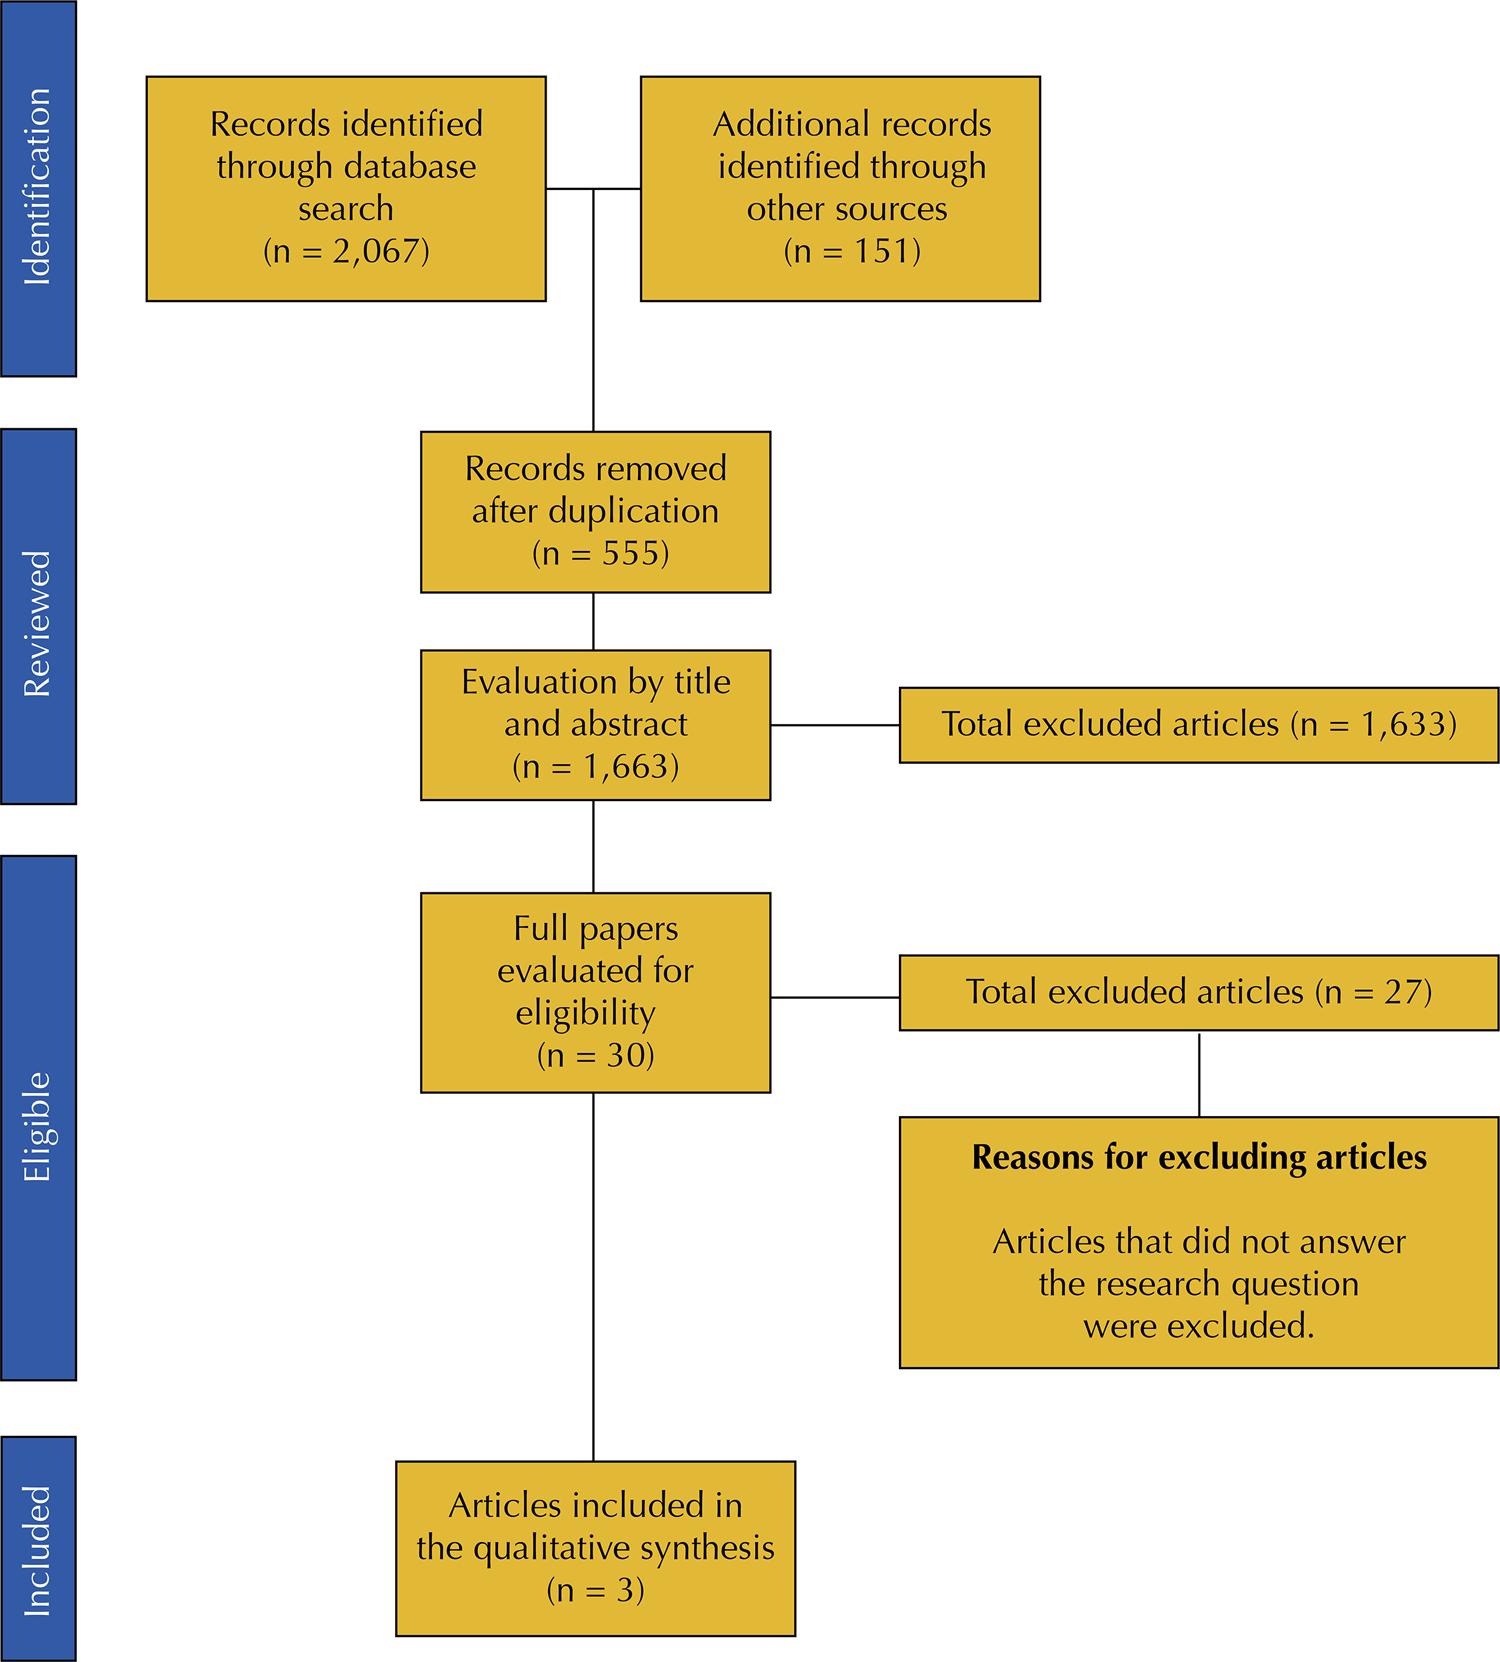 Identification
Records identified
through database
search
(n = 2,067)
Additional records
identified through
other sources
(n = 151)
Reviewed
Records removed
after duplication
(n = 555)
Evaluation by title
and abstract
(n = 1,663)
Total excluded articles (n = 1,633)
Eligible
Full papers
evaluated for
eligibility
(n = 30)
Total excluded articles (n = 27)
Reasons for excluding articles
Articles that did not answer
the research question
were excluded.
Included
Articles included in
the qualitative synthesis
(n = 3)